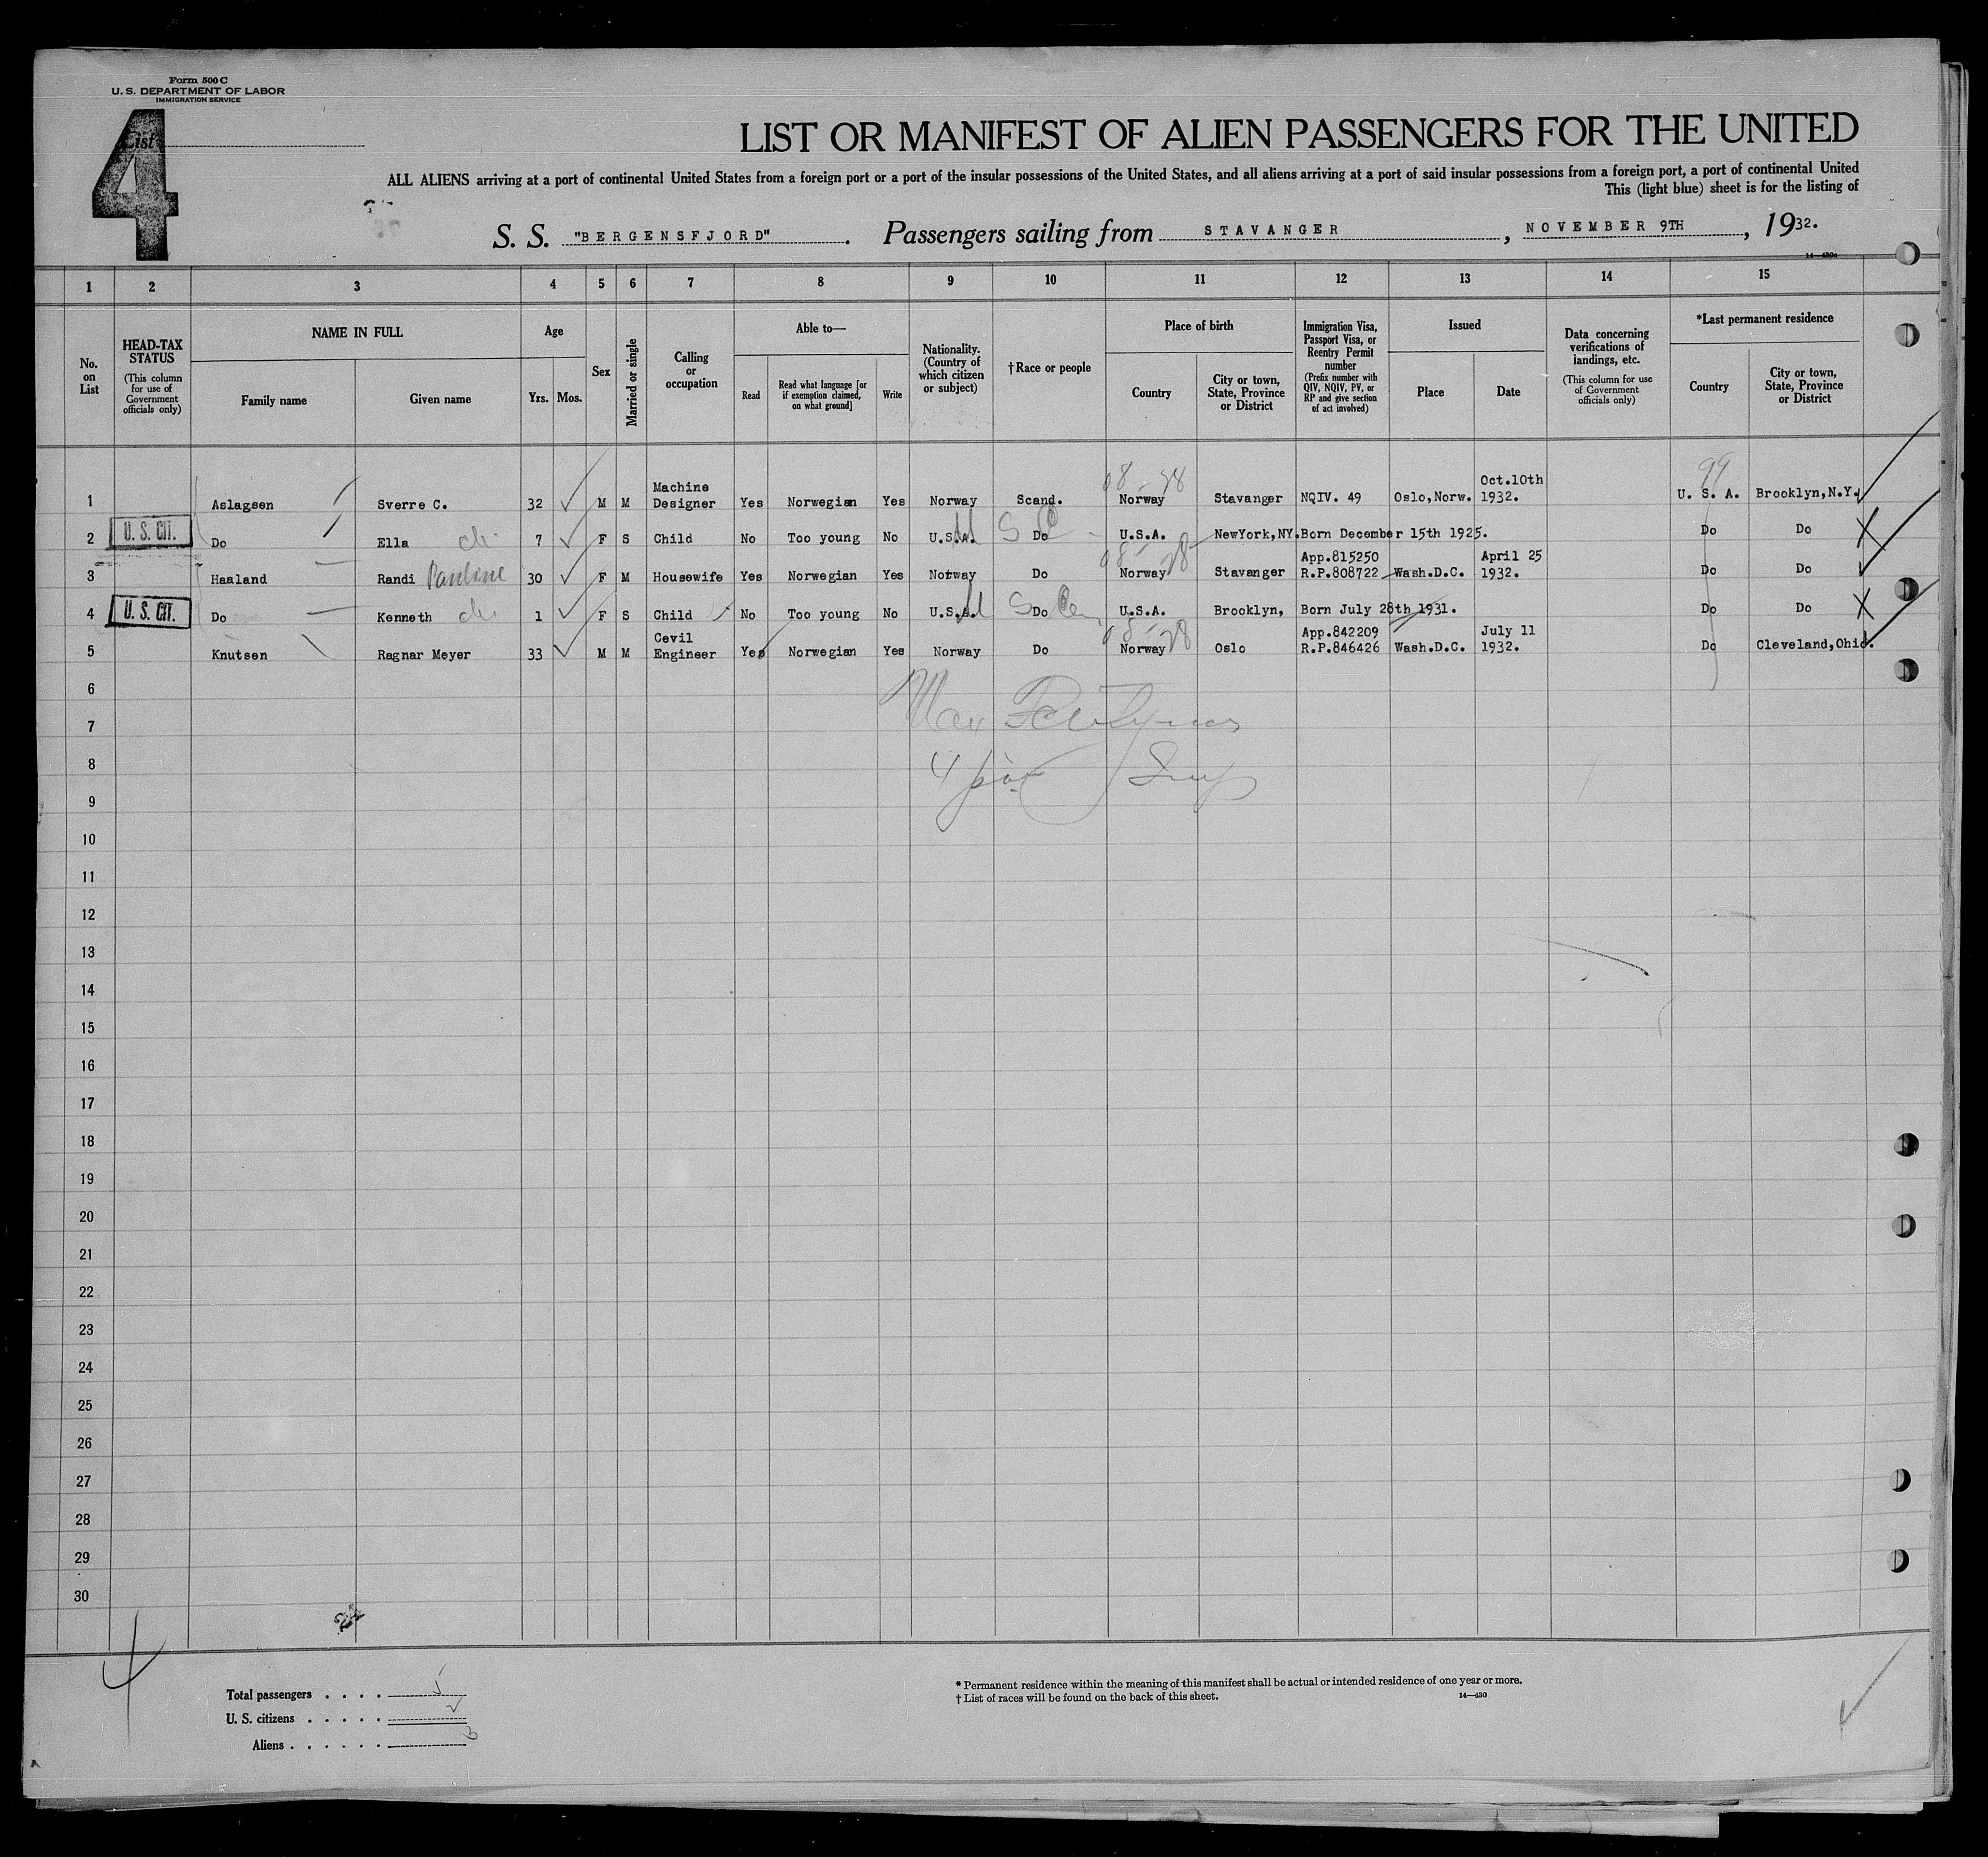 Form 500 C
U. S. DEPARTMENT OF LABOR
IMMIGRATION SERVICE
List
4
LIST OR MANIFEST OF ALIEN PASSENGERS FOR THE UNITED
ALL ALIENS arriving at a port of continental United States from a foreign port or a port of the insular possessions of the United States, and all aliens arriving at a port of said insular possessions from a foreign port, a port of continental United
This (light blue) sheet is for the listing of
S. S. "BERGENSFJORD". Passengers sailing from STAVANGER, NOVEMBER 9TH, 1932.
14—430c
1 2 3 4 5 6 7 8 9 10 11 12 13 14 15
No. on List
HEAD-TAX STATUS
(This column for use of Government officials only)
NAME IN FULL
Family name
Given name
Age
Yrs. Mos.
Sex
Married or single
Calling or occupation
Able to—
Read
Read what language [or if exemption claimed, on what ground]
Write
Nationality. (Country of which citizen or subject)
†Race or people
Place of birth
Country
City or town, State, Province or District
Immigration Visa, Passport Visa, or Reentry Permit number
(Prefix number with QIV, NQIV, PV, or RP and give section of act involved)
Issued
Place
Date
Data concerning verifications of landings, etc.
(This column for use of Government officials only)
*Last permanent residence
Country
City or town, State, Province or District
08-98 99
1 Aslagsen Sverre C. 32 M M Machine Designer Yes Norwegian Yes Norway Scand. Norway Stavanger NQIV. 49 Oslo,Norw. Oct.10th 1932. U. S. A. Brooklyn,N.Y.
2 U. S. CIT. Do Ella ch 7 F S Child No Too young No U.S.A. Do U.S.A. NewYork,NY. Born December 15th 1925. Do Do X
3 Haaland Randi Pauline 30 F M Housewife Yes Norwegian Yes Norway Do Norway Stavanger App.815250 R.P.808722 Wash.D.C. April 25 1932. Do Do
4 U. S. CIT. Do Kenneth ch 1 F S Child No Too young No U.S.A. Do U.S.A. Brooklyn, Born July 28th 1931. Do Do X
5 Knutsen Ragnar Meyer 33 M M Cevil Engineer Yes Norwegian Yes Norway Do Norway Oslo App.842209 R.P.846426 Wash.D.C. July 11 1932. Do Cleveland,Ohio.
6
7
8
9
10
11
12
13
14
15
16
17
18
19
20
21
22
23
24
25
26
27
28
29
30
4
Total passengers . . . . 5
U. S. citizens . . . . . 2
Aliens . . . . . . 3
* Permanent residence within the meaning of this manifest shall be actual or intended residence of one year or more.
† List of races will be found on the back of this sheet.
14—430